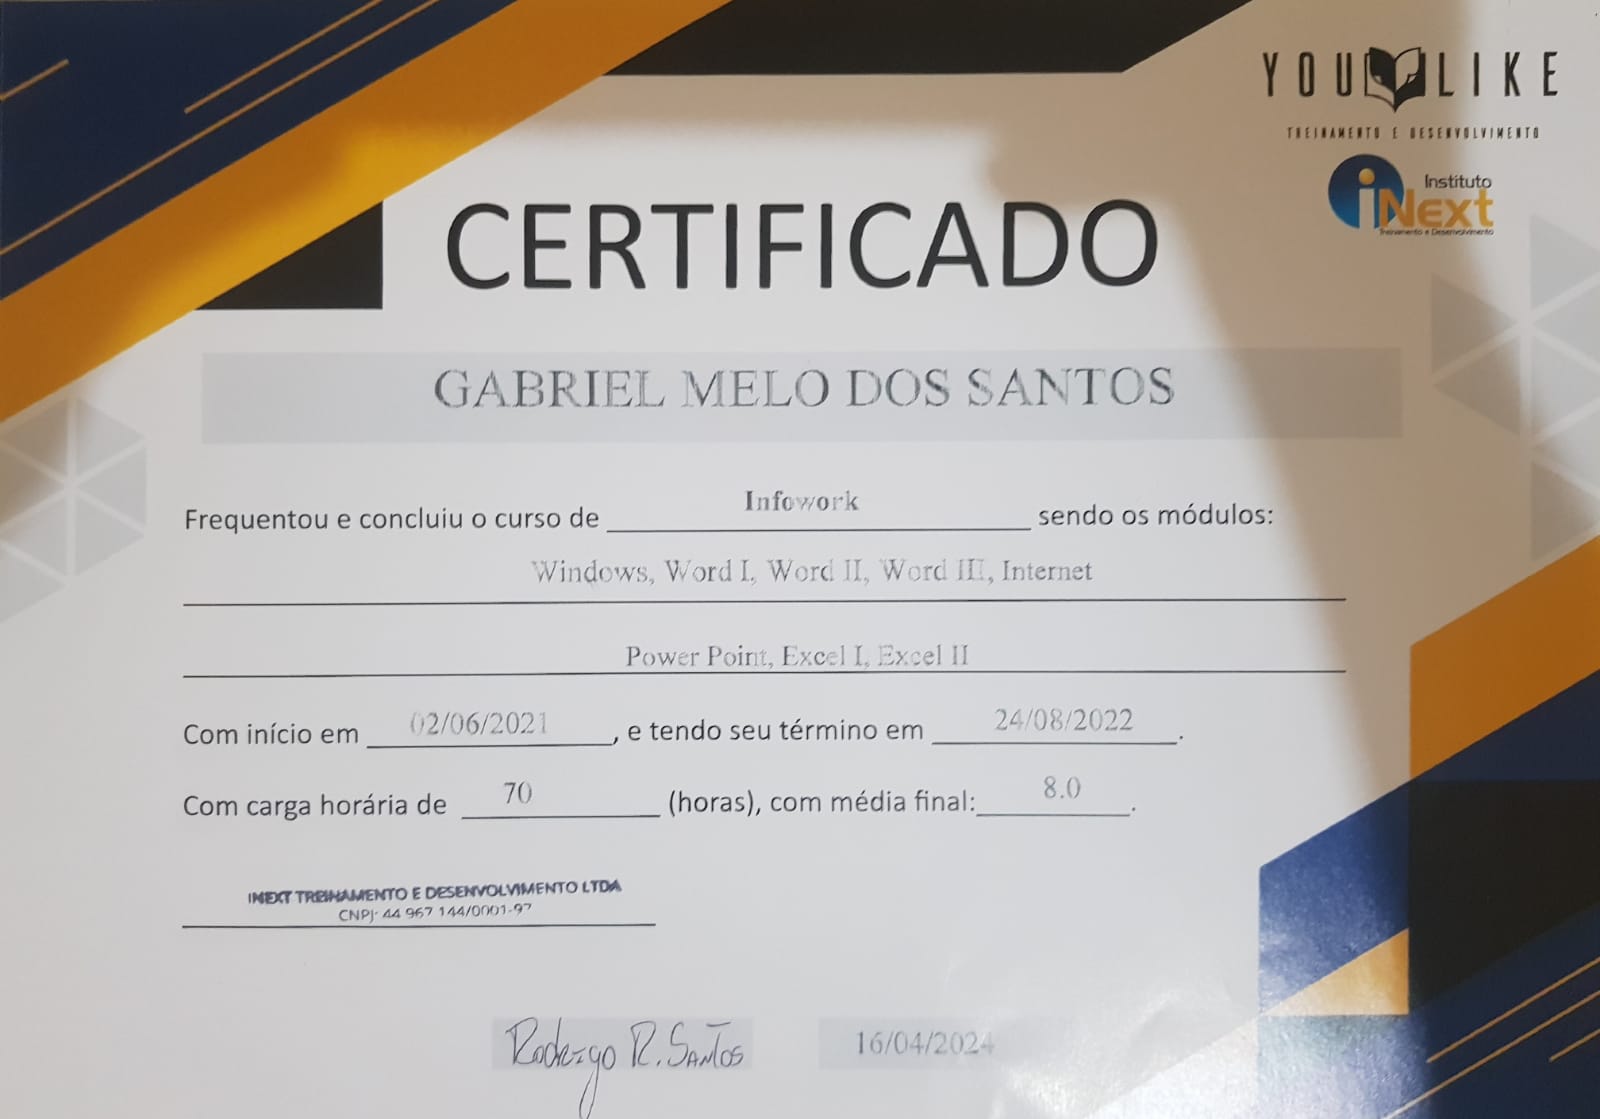 YOU LIKE
TREINAMENTO E DESENVOLVIMENTO
Instituto
iNext
Treinamento e Desenvolvimento
CERTIFICADO
GABRIEL MELO DOS SANTOS
Frequentou e concluiu o curso de Infowork sendo os módulos:
Windows, Word I, Word II, Word III, Internet
Power Point, Excel I, Excel II
Com início em 02/06/2021, e tendo seu término em 24/08/2022.
Com carga horária de 70 (horas), com média final: 8.0.
INEXT TREINAMENTO E DESENVOLVIMENTO LTDA
CNPJ: 44 967 144/0001-97
Rodrigo R. Santos
16/04/2024